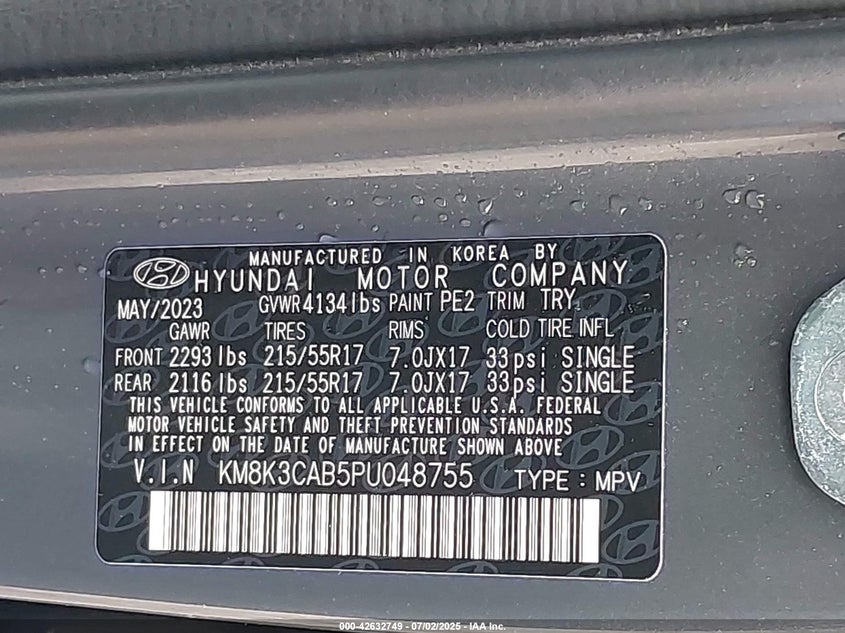 MANUFACTURED IN KOREA BY
HYUNDAI MOTOR COMPANY
MAY/2023 GVWR 4134lbs PAINT PE2 TRIM TRY
GAWR TIRES RIMS COLD TIRE INFL
FRONT 2293 lbs 215/55R17 7.0JX17 33psi SINGLE
REAR 2116 lbs 215/55R17 7.0JX17 33psi SINGLE
THIS VEHICLE CONFORMS TO ALL APPLICABLE U.S.A. FEDERAL
MOTOR VEHICLE SAFETY AND THEFT PREVENTION STANDARDS
IN EFFECT ON THE DATE OF MANUFACTURE SHOWN ABOVE
V.I.N KM8K3CAB5PU048755 TYPE : MPV
000-42632749 - 07/02/2025 - IAA Inc.